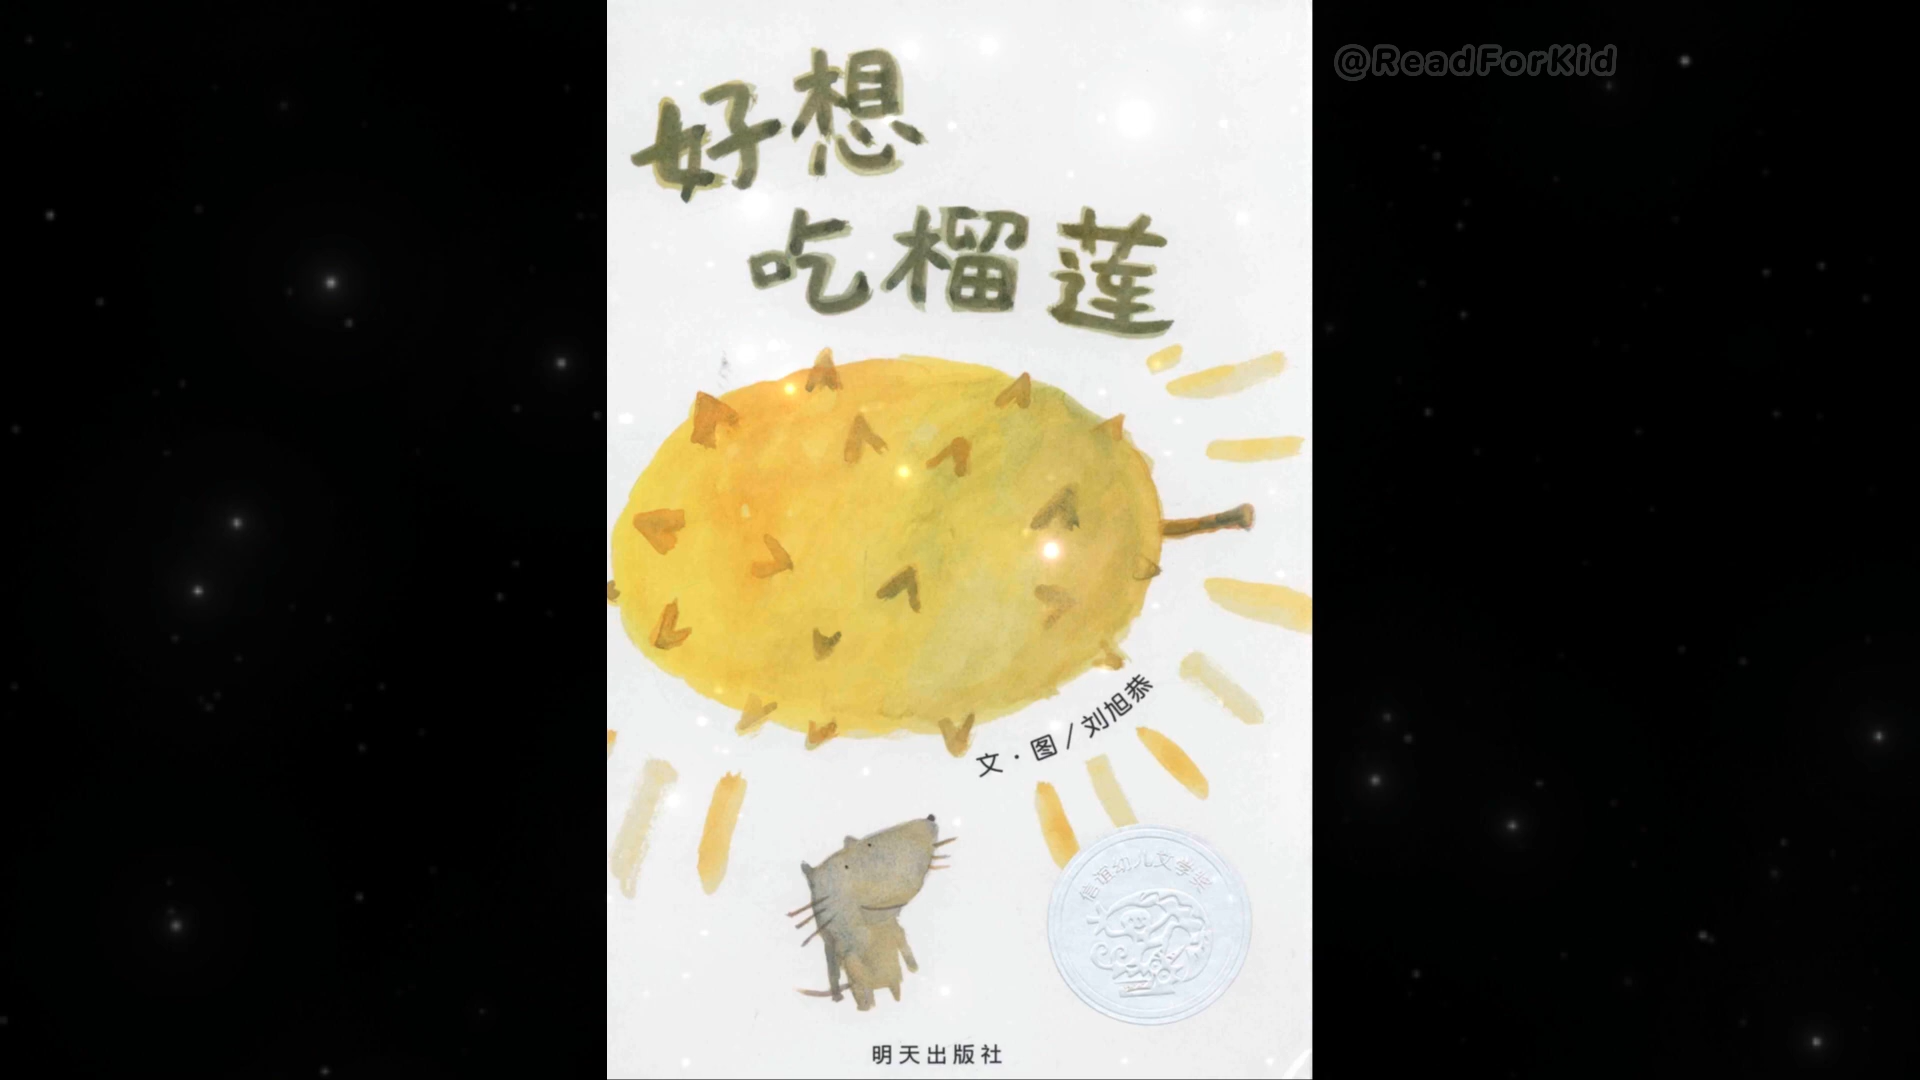 @ReadForKid
好想
吃榴莲
文·图/刘旭恭
信谊幼儿文学奖
明天出版社